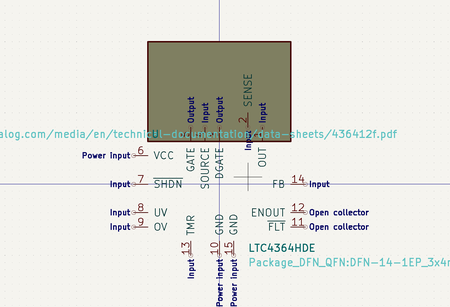 SENSE
2
Output
Input
Output
Input
Input
alog.com/media/en/technical-documentation/data-sheets/436412f.pdf
GATE
SOURCE
DGATE
OUT
Power input 6 VCC
Input 7 SHDN
FB 14 Input
Input 8 UV
ENOUT 12 Open collector
Input 9 OV
FLT 11 Open collector
TMR
GND
GND
13
10
15
Input
Power input
Power input
LTC4364HDE
Package_DFN_QFN:DFN-14-1EP_3x4m